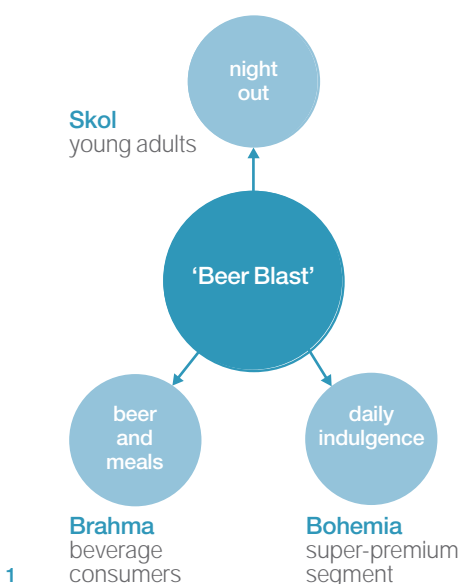 night
out
Skol
young adults
‘Beer Blast’
beer
and
meals
daily
indulgence
Brahma
beverage
consumers
Bohemia
super-premium
segment
1